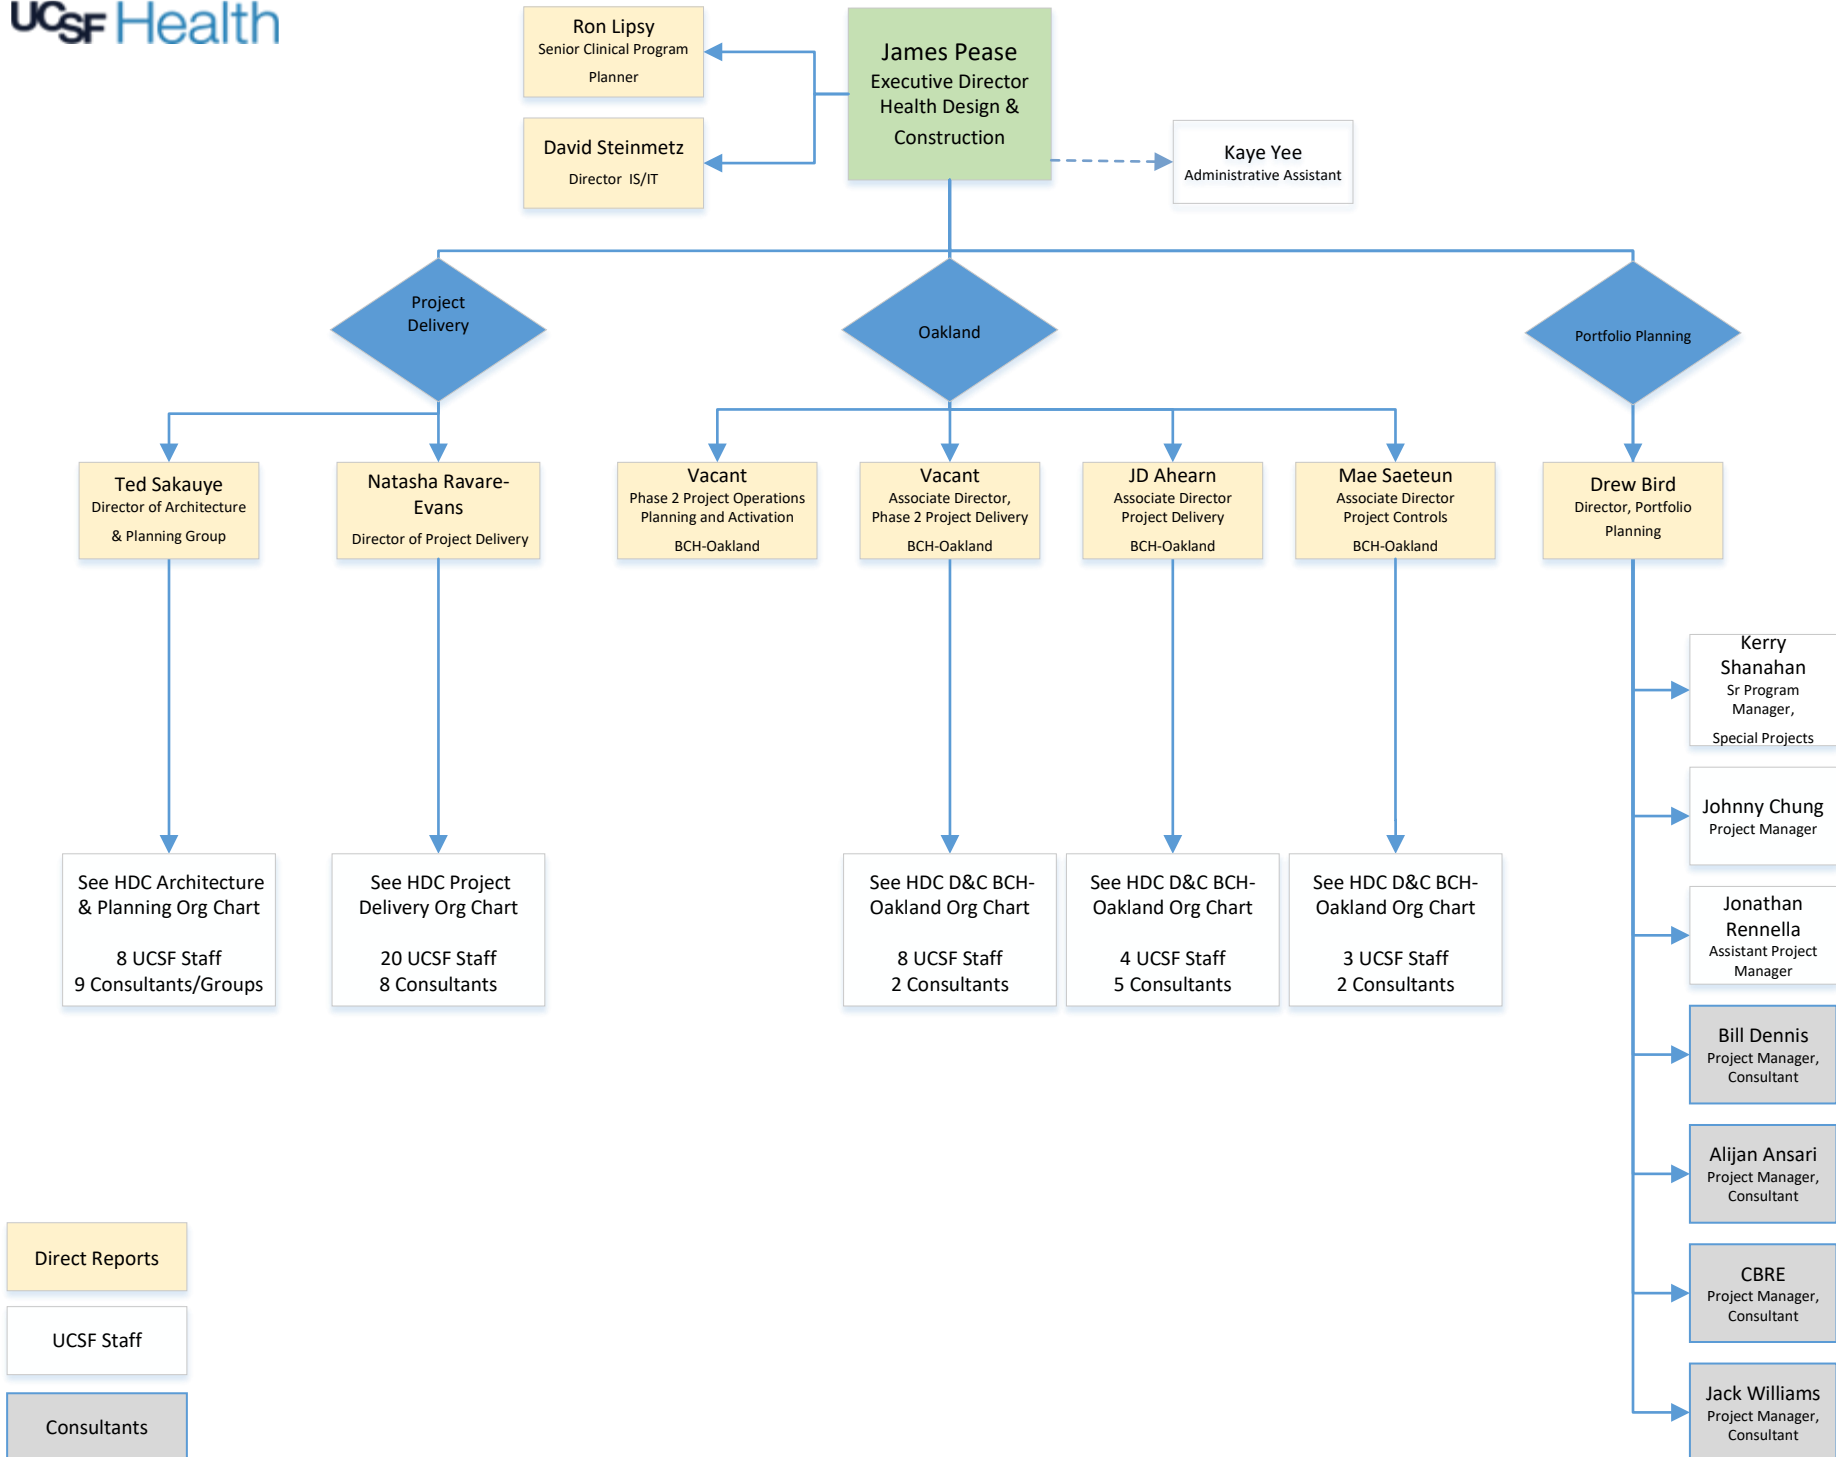 UCSF Health
Ron Lipsy
Senior Clinical Program
Planner
James Pease
Executive Director
Health Design &
Construction
David Steinmetz
Director IS/IT
Kaye Yee
Administrative Assistant
Project
Delivery
Oakland
Portfolio Planning
Ted Sakauye
Director of Architecture
& Planning Group
Natasha Ravare-
Evans
Director of Project Delivery
Vacant
Phase 2 Project Operations
Planning and Activation
BCH-Oakland
Vacant
Associate Director,
Phase 2 Project Delivery
BCH-Oakland
JD Ahearn
Associate Director
Project Delivery
BCH-Oakland
Mae Saeteun
Associate Director
Project Controls
BCH-Oakland
Drew Bird
Director, Portfolio
Planning
Kerry
Shanahan
Sr Program
Manager,
Special Projects
Johnny Chung
Project Manager
Jonathan
Rennella
Assistant Project
Manager
Bill Dennis
Project Manager,
Consultant
Alijan Ansari
Project Manager,
Consultant
CBRE
Project Manager,
Consultant
Jack Williams
Project Manager,
Consultant
See HDC Architecture
& Planning Org Chart
8 UCSF Staff
9 Consultants/Groups
See HDC Project
Delivery Org Chart
20 UCSF Staff
8 Consultants
See HDC D&C BCH-
Oakland Org Chart
8 UCSF Staff
2 Consultants
See HDC D&C BCH-
Oakland Org Chart
4 UCSF Staff
5 Consultants
See HDC D&C BCH-
Oakland Org Chart
3 UCSF Staff
2 Consultants
Direct Reports
UCSF Staff
Consultants